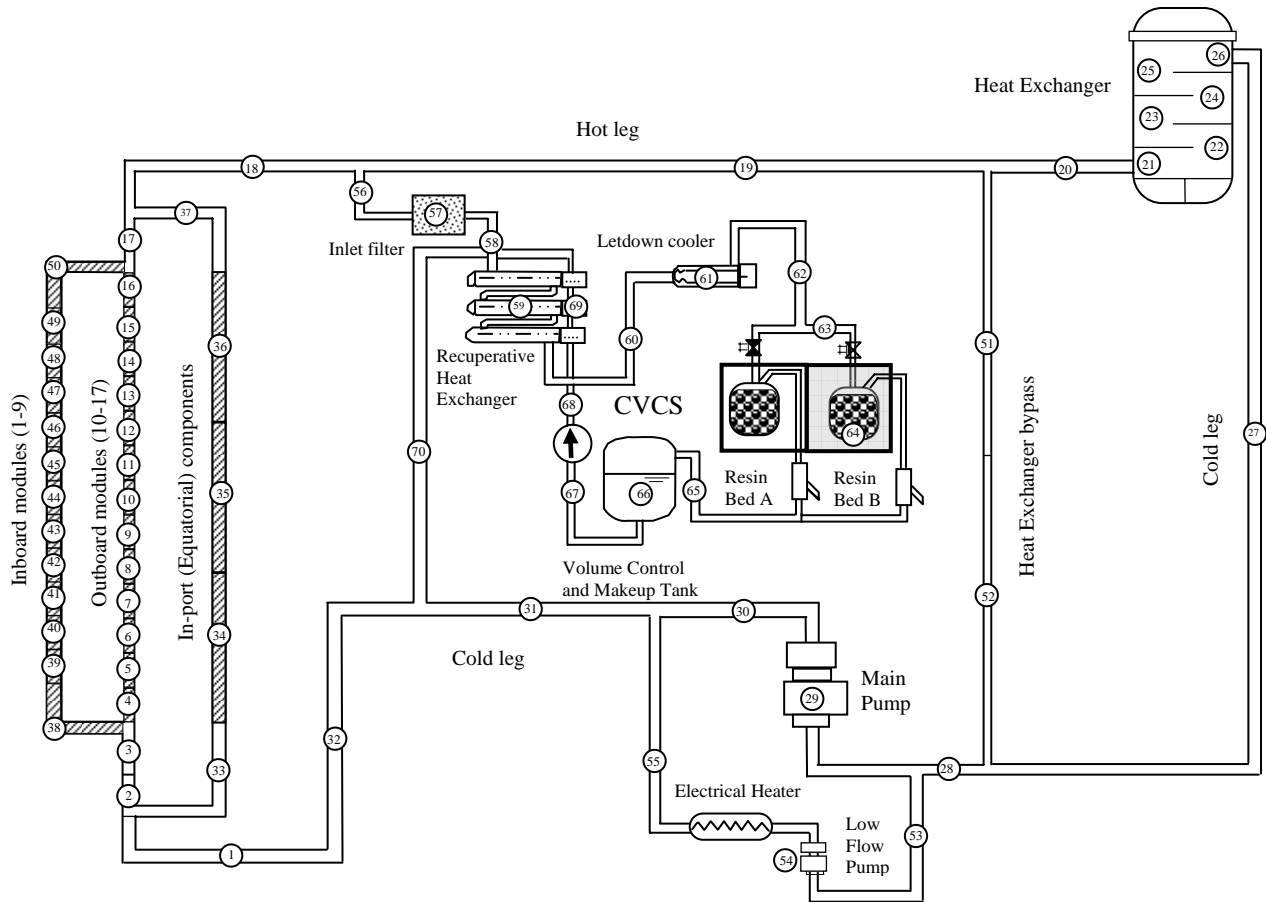 Heat Exchanger
26
25
24
23
22
21
Hot leg
18
19
20
56
57
Inlet filter
58
Letdown cooler
61
62
37
17
50
16
49
15
48
14
36
47
13
46
12
45
11
44
10
35
43
9
42
8
41
7
40
6
34
39
5
4
38
3
33
2
1
Inboard modules (1-9)
Outboard modules (10-17)
In-port (Equatorial) components
59
69
60
63
Recuperative
Heat
Exchanger
68
CVCS
64
70
67
66
65
Resin
Bed A
Resin
Bed B
Volume Control
and Makeup Tank
51
52
Heat Exchanger bypass
Cold leg
27
31
30
Cold leg
Main
Pump
29
32
55
28
Electrical Heater
Low
Flow
Pump
54
53